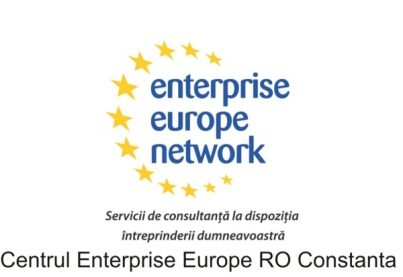 enterprise
europe
network
Servicii de consultanță la dispoziția
întreprinderii dumneavoastră
Centrul Enterprise Europe RO Constanta